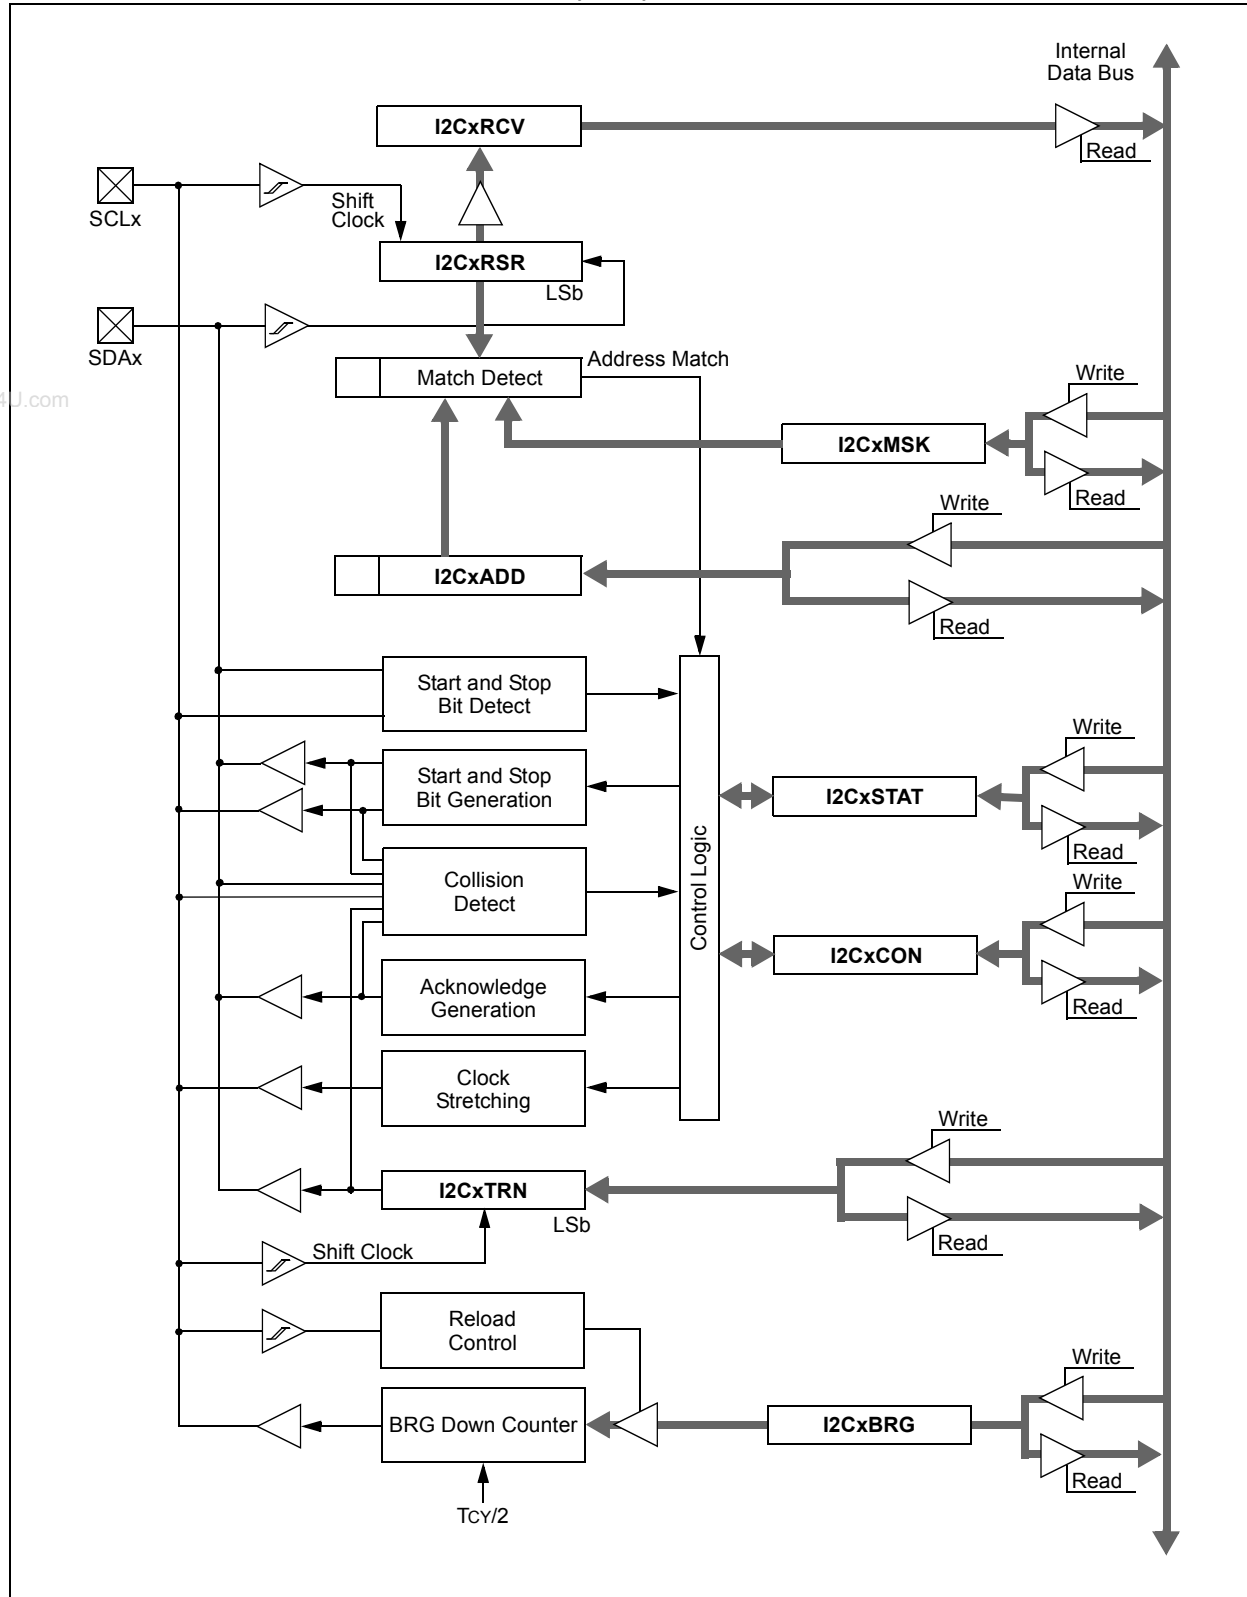 Internal
Data Bus
I2CxRCV
Read
SCLx
Shift
Clock
I2CxRSR
LSb
SDAx
Address Match
Match Detect
4U.com
Write
I2CxMSK
Read
Write
I2CxADD
Read
Start and Stop
Bit Detect
Write
Start and Stop
Bit Generation
I2CxSTAT
Read
Control Logic
Collision
Detect
Write
I2CxCON
Read
Acknowledge
Generation
Clock
Stretching
Write
I2CxTRN
LSb
Read
Shift Clock
Reload
Control
Write
BRG Down Counter
I2CxBRG
Read
TCY/2